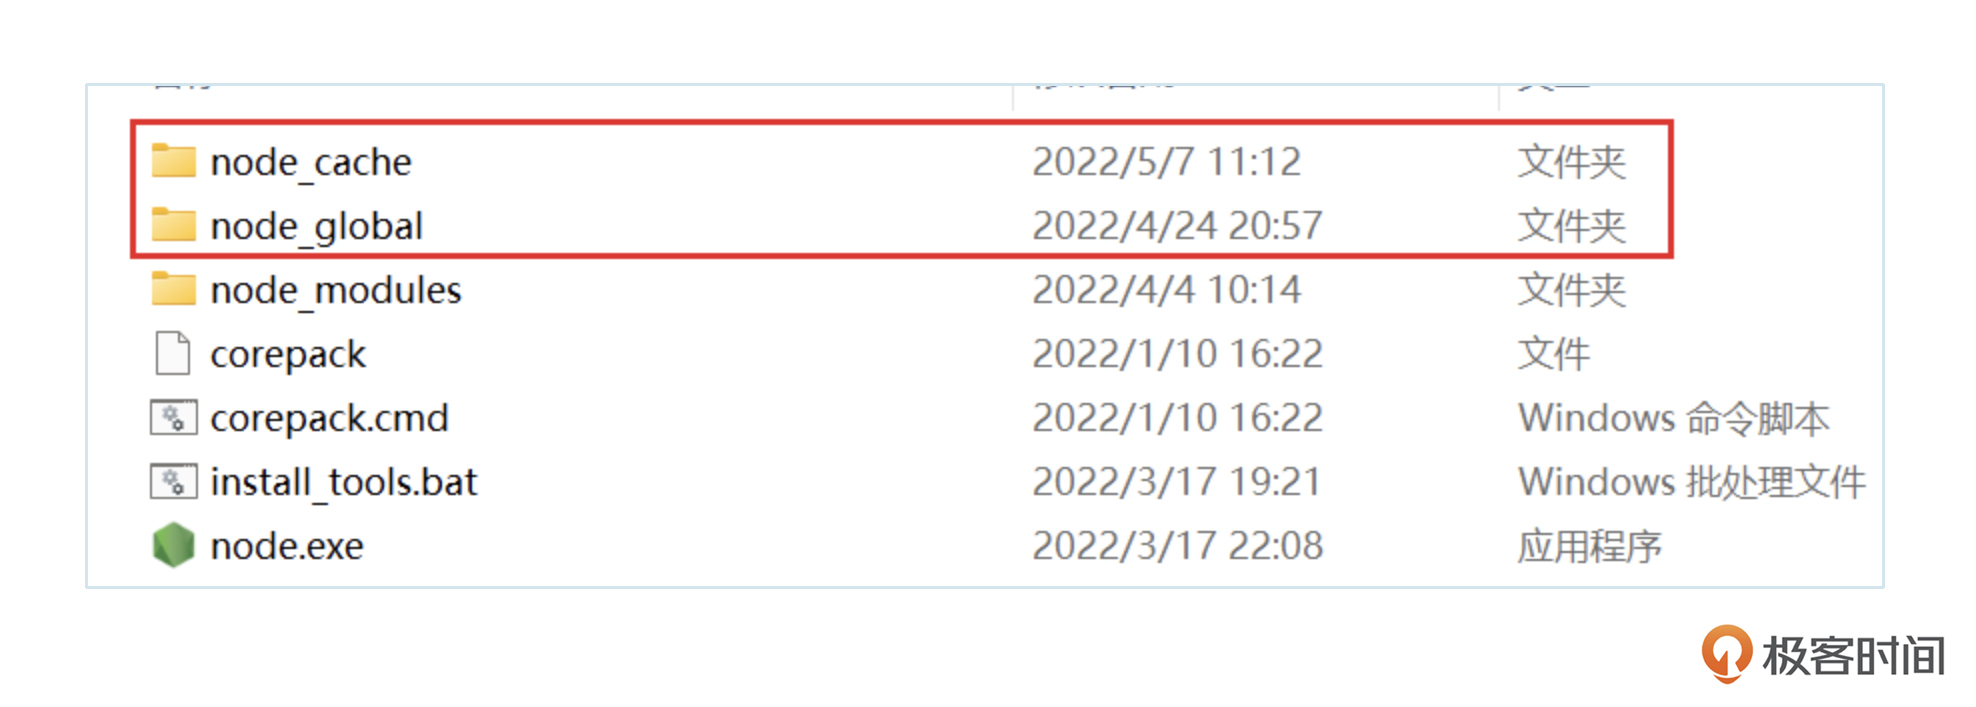 node_cache 2022/5/7 11:12 文件夹
node_global 2022/4/24 20:57 文件夹
node_modules 2022/4/4 10:14 文件夹
corepack 2022/1/10 16:22 文件
corepack.cmd 2022/1/10 16:22 Windows 命令脚本
install_tools.bat 2022/3/17 19:21 Windows 批处理文件
node.exe 2022/3/17 22:08 应用程序
极客时间